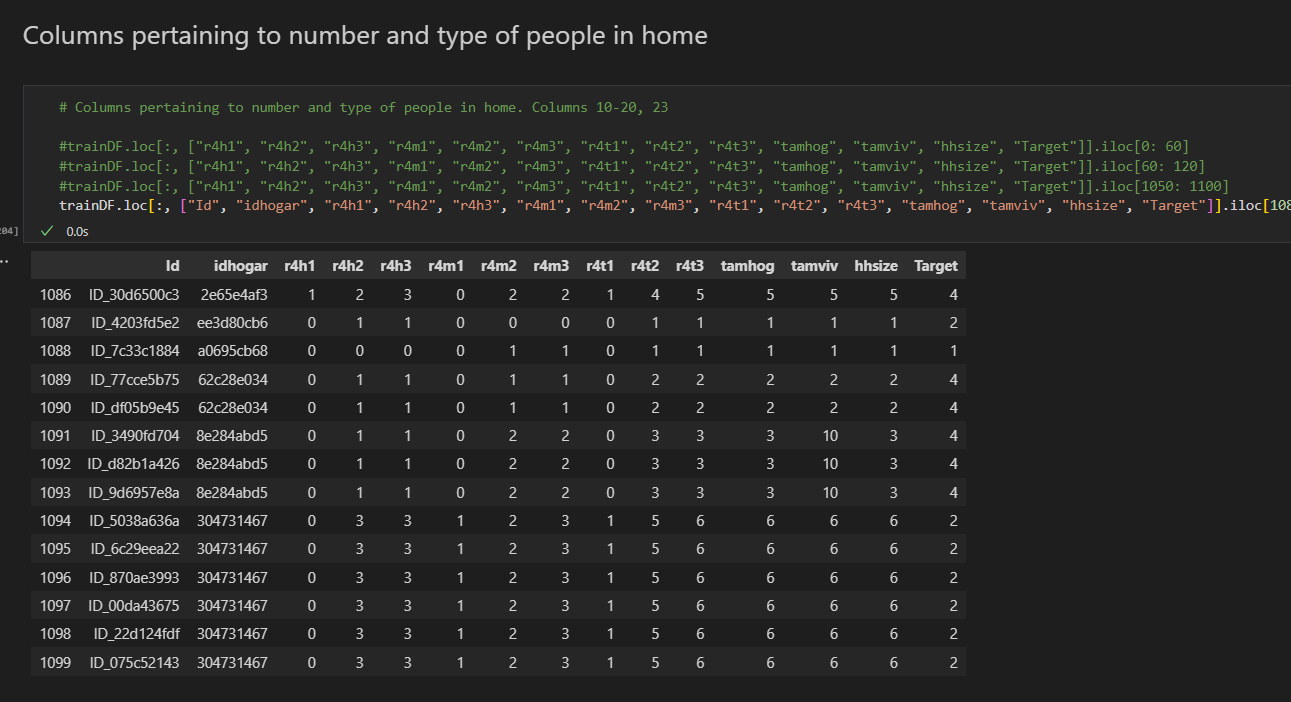 Columns pertaining to number and type of people in home
# Columns pertaining to number and type of people in home. Columns 10-20, 23
#trainDF.loc[:, ["r4h1", "r4h2", "r4h3", "r4m1", "r4m2", "r4m3", "r4t1", "r4t2", "r4t3", "tamhog", "tamviv", "hhsize", "Target"]].iloc[0: 60]
#trainDF.loc[:, ["r4h1", "r4h2", "r4h3", "r4m1", "r4m2", "r4m3", "r4t1", "r4t2", "r4t3", "tamhog", "tamviv", "hhsize", "Target"]].iloc[60: 120]
#trainDF.loc[:, ["r4h1", "r4h2", "r4h3", "r4m1", "r4m2", "r4m3", "r4t1", "r4t2", "r4t3", "tamhog", "tamviv", "hhsize", "Target"]].iloc[1050: 1100]
trainDF.loc[:, ["Id", "idhogar", "r4h1", "r4h2", "r4h3", "r4m1", "r4m2", "r4m3", "r4t1", "r4t2", "r4t3", "tamhog", "tamviv", "hhsize", "Target"]].iloc[108
204] ✓ 0.0s
Id idhogar r4h1 r4h2 r4h3 r4m1 r4m2 r4m3 r4t1 r4t2 r4t3 tamhog tamviv hhsize Target
1086 ID_30d6500c3 2e65e4af3 1 2 3 0 2 2 1 4 5 5 5 5 4
1087 ID_4203fd5e2 ee3d80cb6 0 1 1 0 0 0 0 1 1 1 1 1 2
1088 ID_7c33c1884 a0695cb68 0 0 0 0 1 1 0 1 1 1 1 1 1
1089 ID_77cce5b75 62c28e034 0 1 1 0 1 1 0 2 2 2 2 2 4
1090 ID_df05b9e45 62c28e034 0 1 1 0 1 1 0 2 2 2 2 2 4
1091 ID_3490fd704 8e284abd5 0 1 1 0 2 2 0 3 3 3 10 3 4
1092 ID_d82b1a426 8e284abd5 0 1 1 0 2 2 0 3 3 3 10 3 4
1093 ID_9d6957e8a 8e284abd5 0 1 1 0 2 2 0 3 3 3 10 3 4
1094 ID_5038a636a 304731467 0 3 3 1 2 3 1 5 6 6 6 6 2
1095 ID_6c29eea22 304731467 0 3 3 1 2 3 1 5 6 6 6 6 2
1096 ID_870ae3993 304731467 0 3 3 1 2 3 1 5 6 6 6 6 2
1097 ID_00da43675 304731467 0 3 3 1 2 3 1 5 6 6 6 6 2
1098 ID_22d124fdf 304731467 0 3 3 1 2 3 1 5 6 6 6 6 2
1099 ID_075c52143 304731467 0 3 3 1 2 3 1 5 6 6 6 6 2